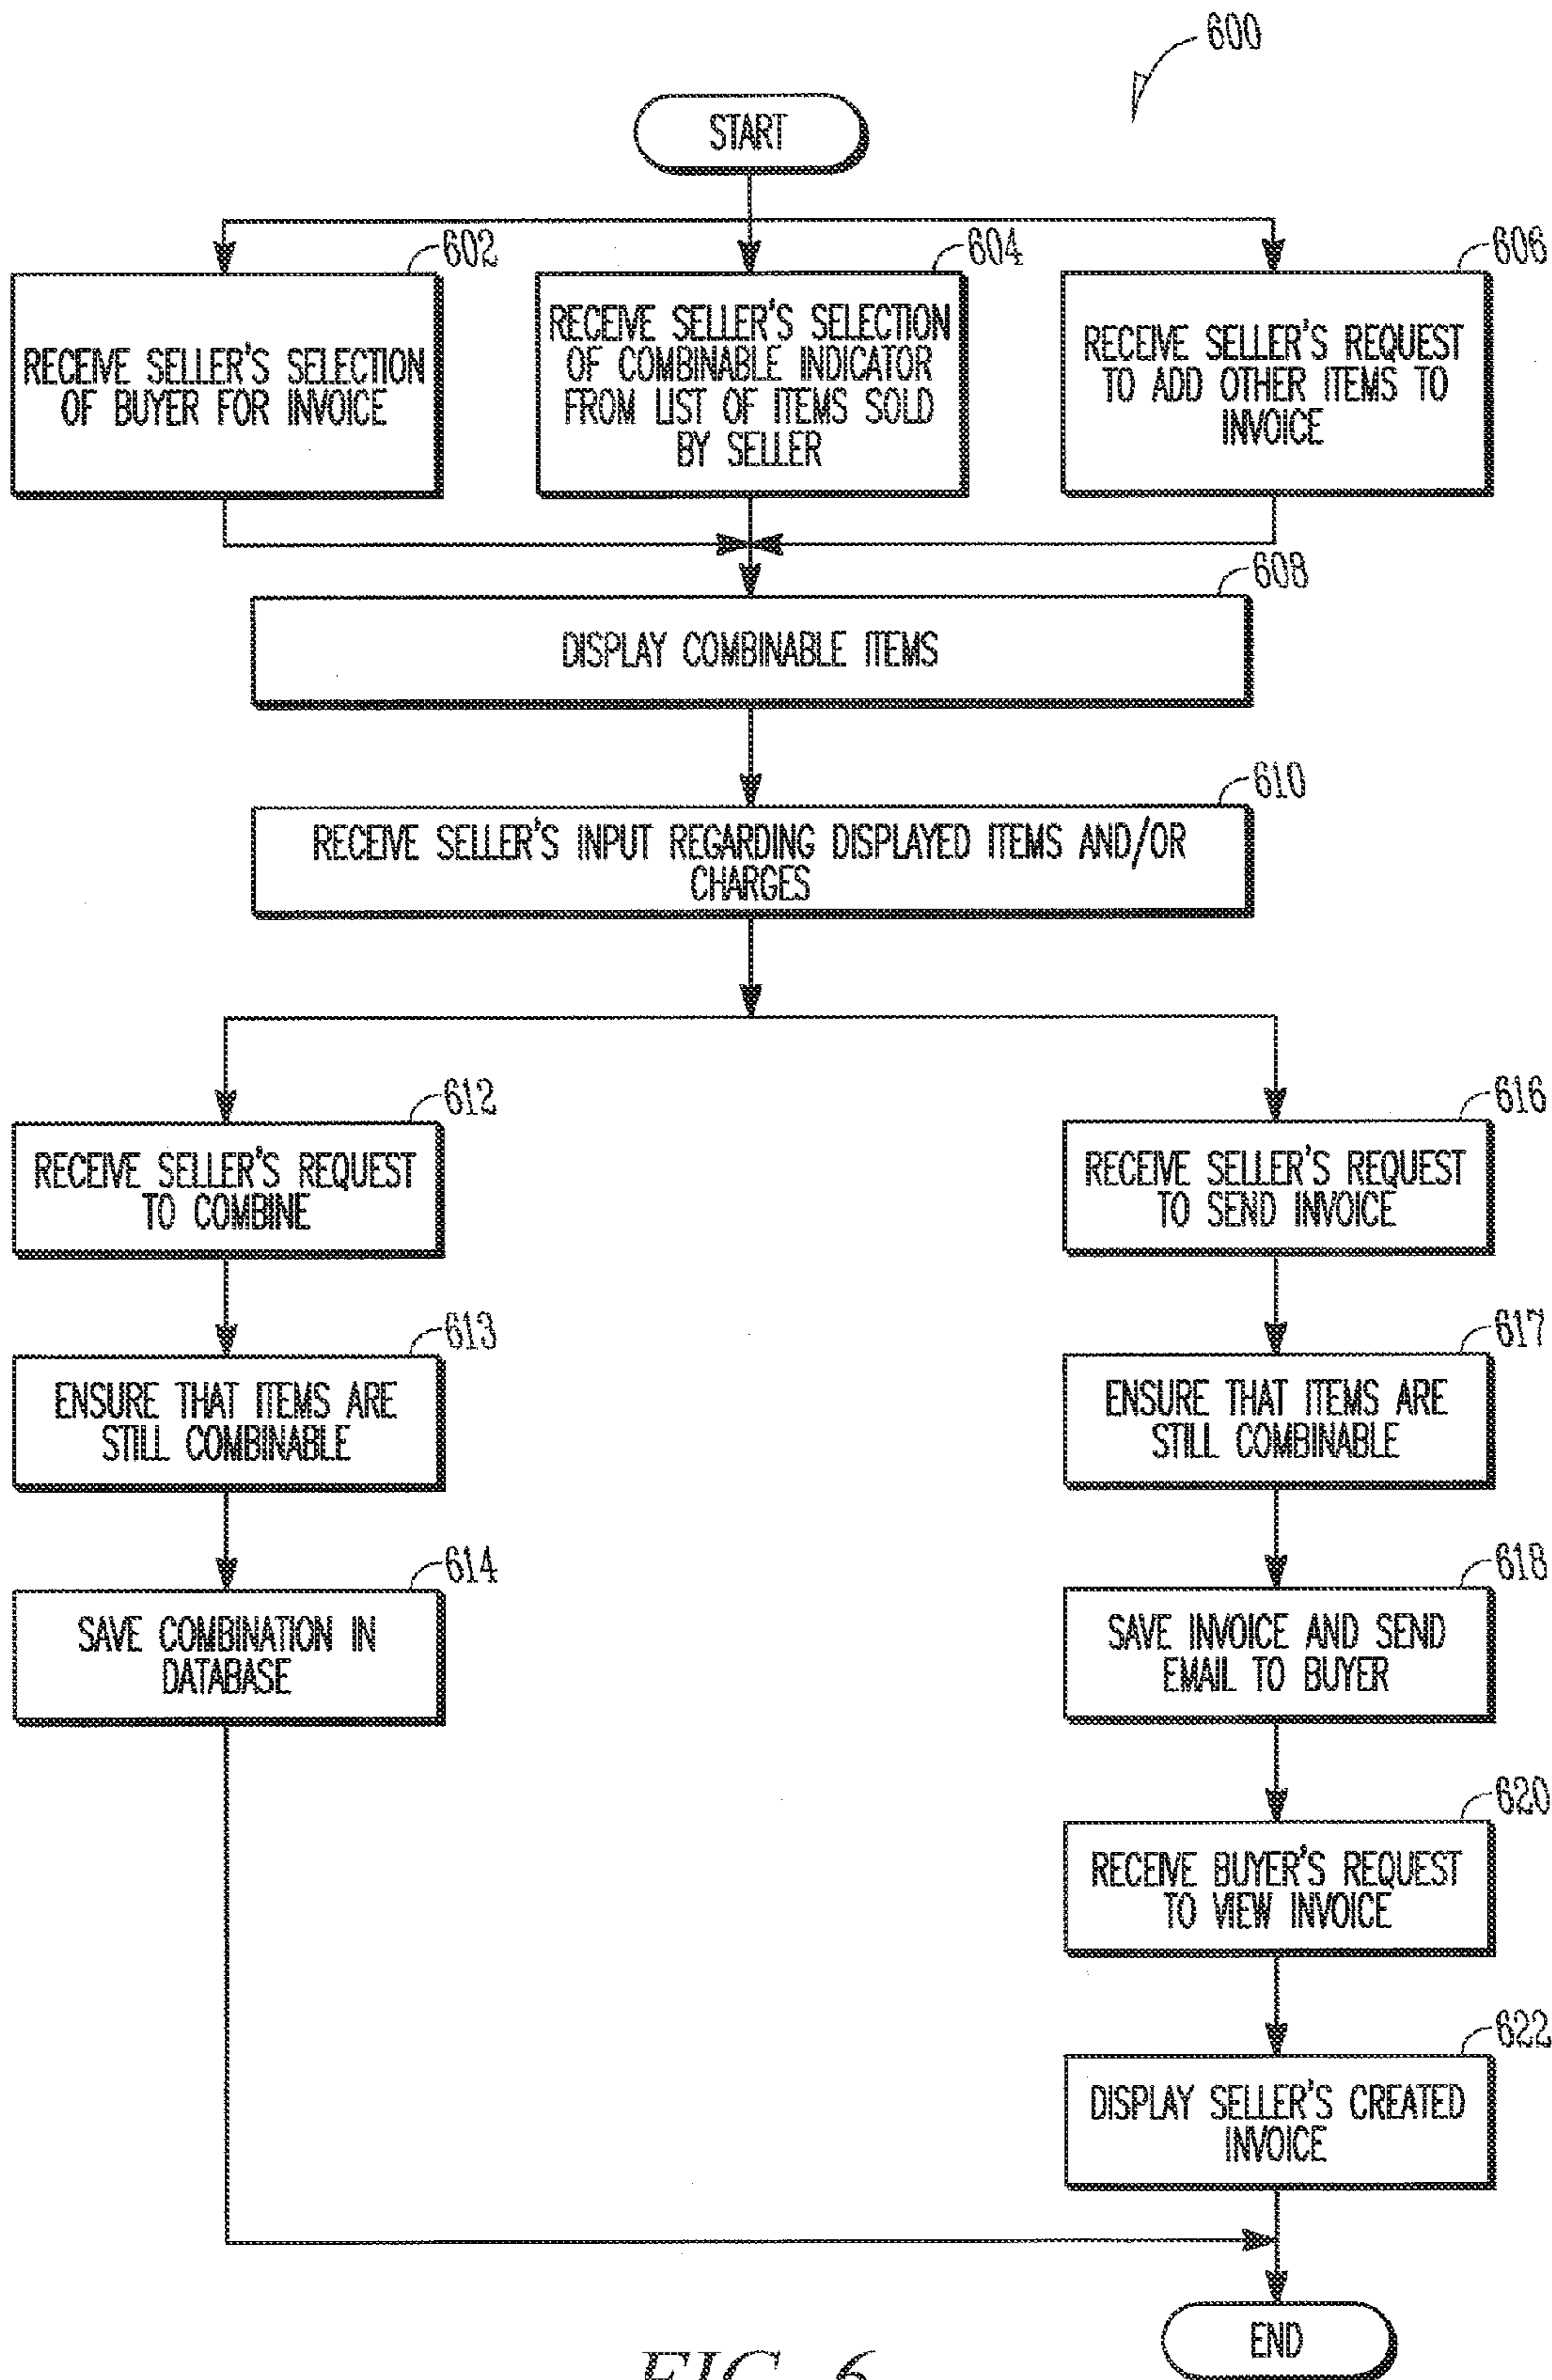 600
START
602
604
606
RECEIVE SELLER'S SELECTION
OF BUYER FOR INVOICE
RECEIVE SELLER'S SELECTION
OF COMBINABLE INDICATOR
FROM LIST OF ITEMS SOLD
BY SELLER
RECEIVE SELLER'S REQUEST
TO ADD OTHER ITEMS TO
INVOICE
608
DISPLAY COMBINABLE ITEMS
610
RECEIVE SELLER'S INPUT REGARDING DISPLAYED ITEMS AND/OR
CHARGES
612
RECEIVE SELLER'S REQUEST
TO COMBINE
613
ENSURE THAT ITEMS ARE
STILL COMBINABLE
614
SAVE COMBINATION IN
DATABASE
616
RECEIVE SELLER'S REQUEST
TO SEND INVOICE
617
ENSURE THAT ITEMS ARE
STILL COMBINABLE
618
SAVE INVOICE AND SEND
EMAIL TO BUYER
620
RECEIVE BUYER'S REQUEST
TO VIEW INVOICE
622
DISPLAY SELLER'S CREATED
INVOICE
END
FIG. 6